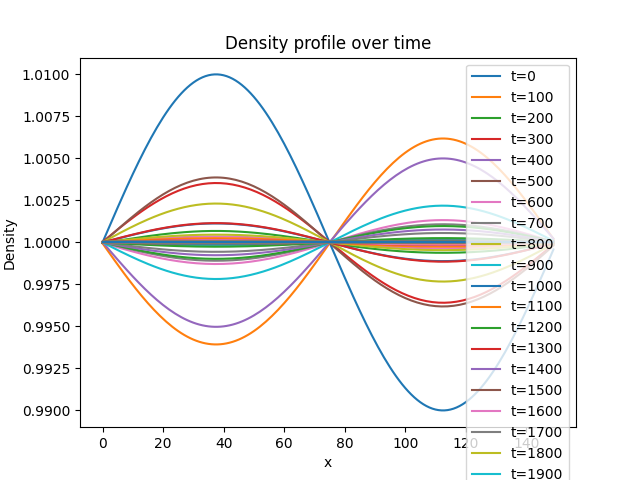 Density profile over time
Density
1.0100
1.0075
1.0050
1.0025
1.0000
0.9975
0.9950
0.9925
0.9900
0
20
40
60
80
100
120
140
x
t=0
t=100
t=200
t=300
t=400
t=500
t=600
t=700
t=800
t=900
t=1000
t=1100
t=1200
t=1300
t=1400
t=1500
t=1600
t=1700
t=1800
t=1900